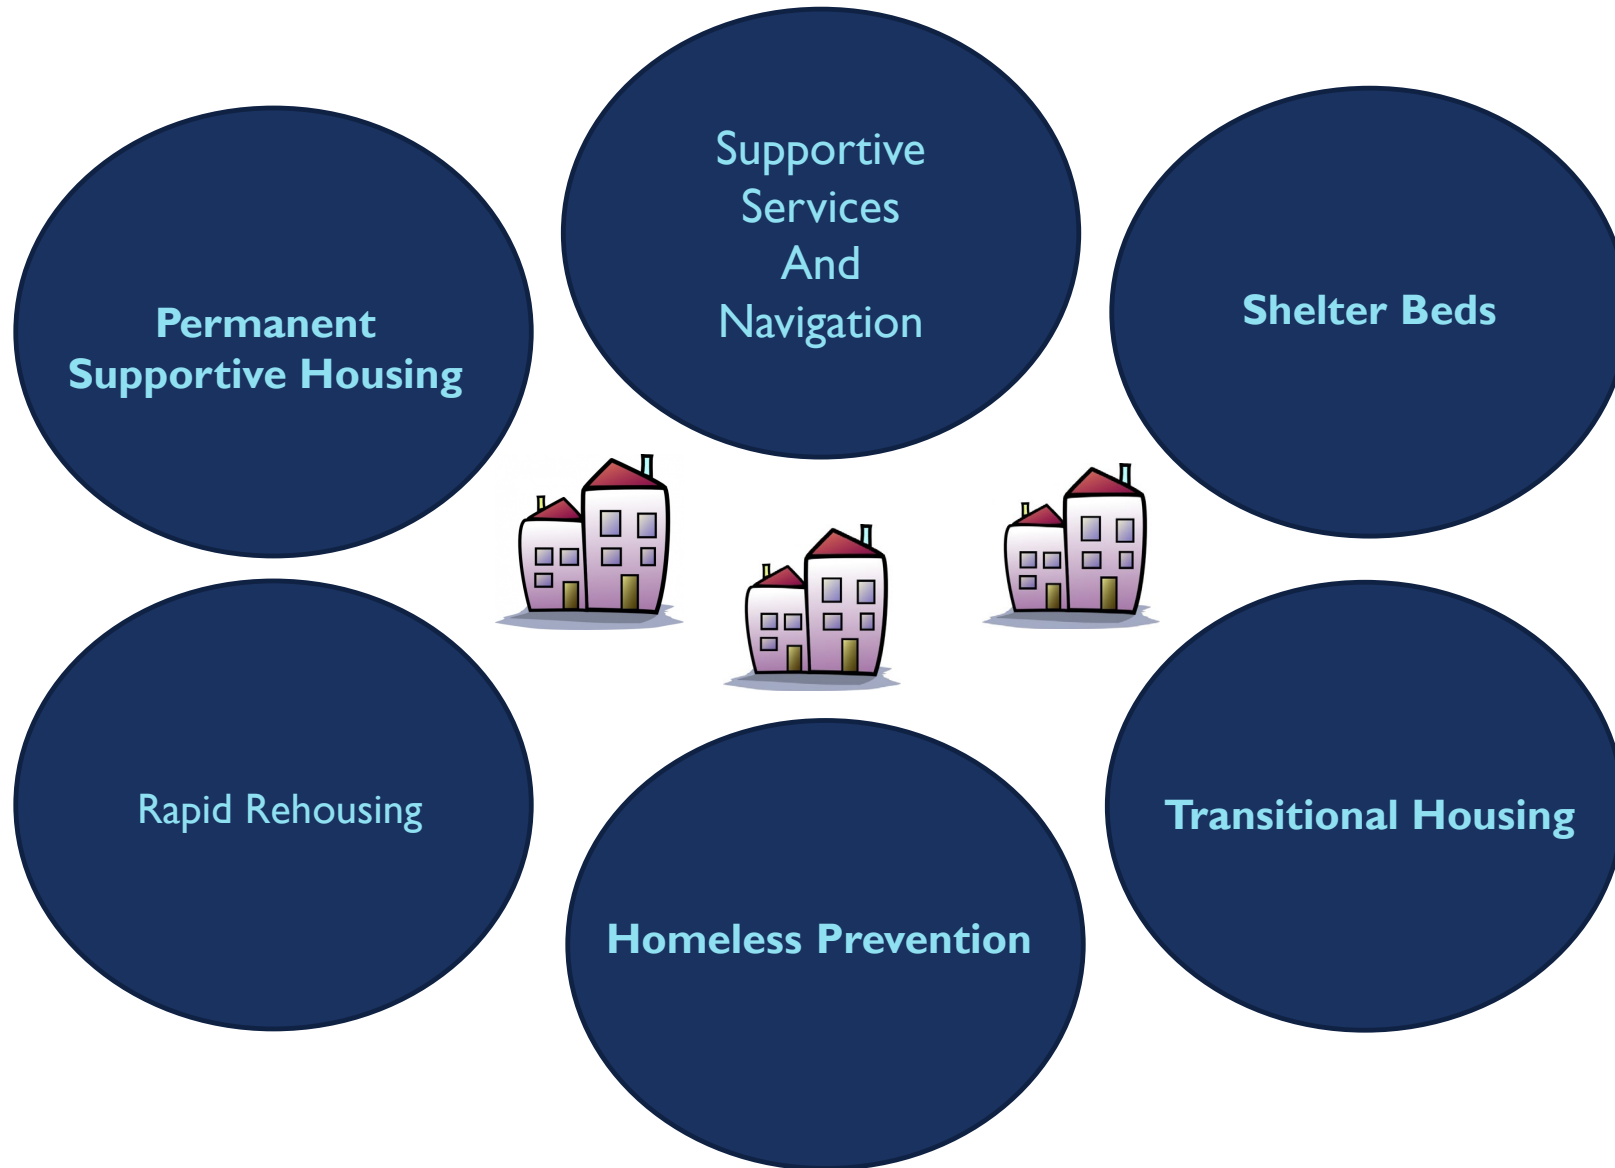 Supportive
Services
And
Navigation
Permanent
Supportive Housing
Shelter Beds
Rapid Rehousing
Transitional Housing
Homeless Prevention